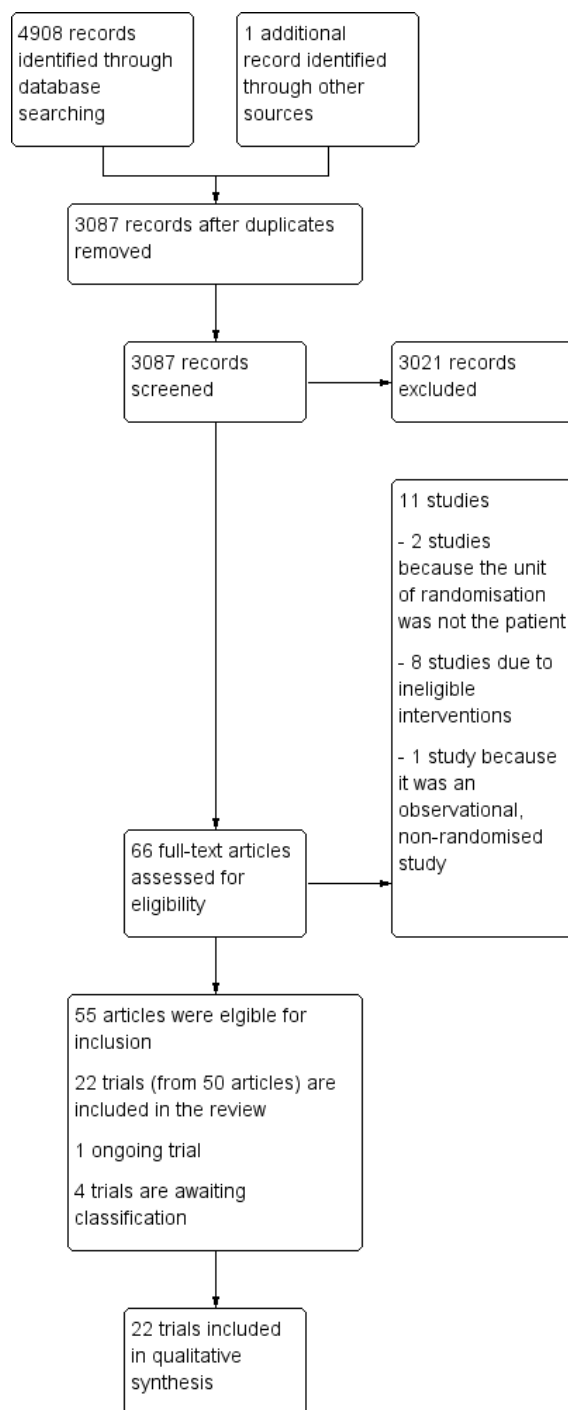 4908 records
identified through
database
searching
1 additional
record identified
through other
sources
3087 records after duplicates
removed
3087 records
screened
3021 records
excluded
11 studies
- 2 studies
because the unit
of randomisation
was not the patient
- 8 studies due to
ineligible
interventions
- 1 study because
it was an
observational,
non-randomised
study
66 full-text articles
assessed for
eligibility
55 articles were elgible for
inclusion
22 trials (from 50 articles) are
included in the review
1 ongoing trial
4 trials are awaiting
classification
22 trials included
in qualitative
synthesis